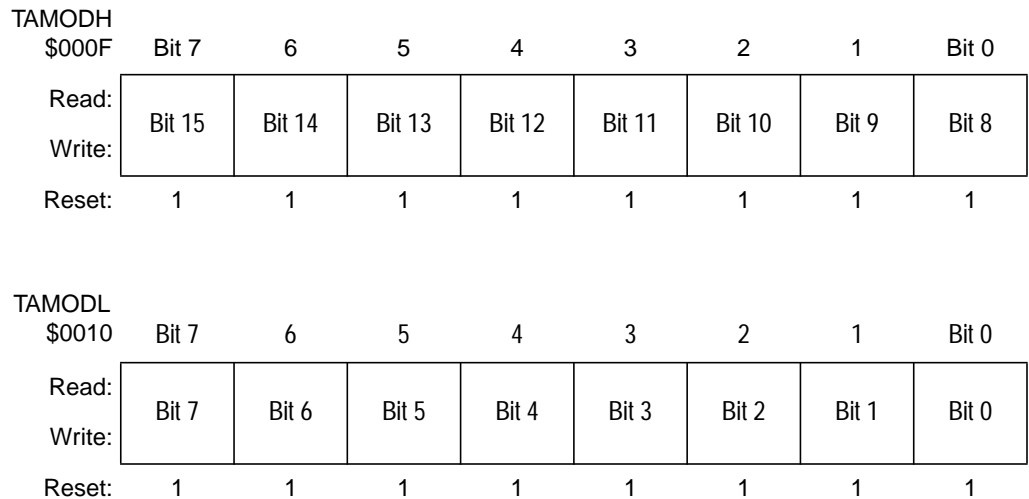 TAMODH
$000F Bit 7 6 5 4 3 2 1 Bit 0
Read:
Bit 15 Bit 14 Bit 13 Bit 12 Bit 11 Bit 10 Bit 9 Bit 8
Write:
Reset: 1 1 1 1 1 1 1 1
TAMODL
$0010 Bit 7 6 5 4 3 2 1 Bit 0
Read:
Bit 7 Bit 6 Bit 5 Bit 4 Bit 3 Bit 2 Bit 1 Bit 0
Write:
Reset: 1 1 1 1 1 1 1 1